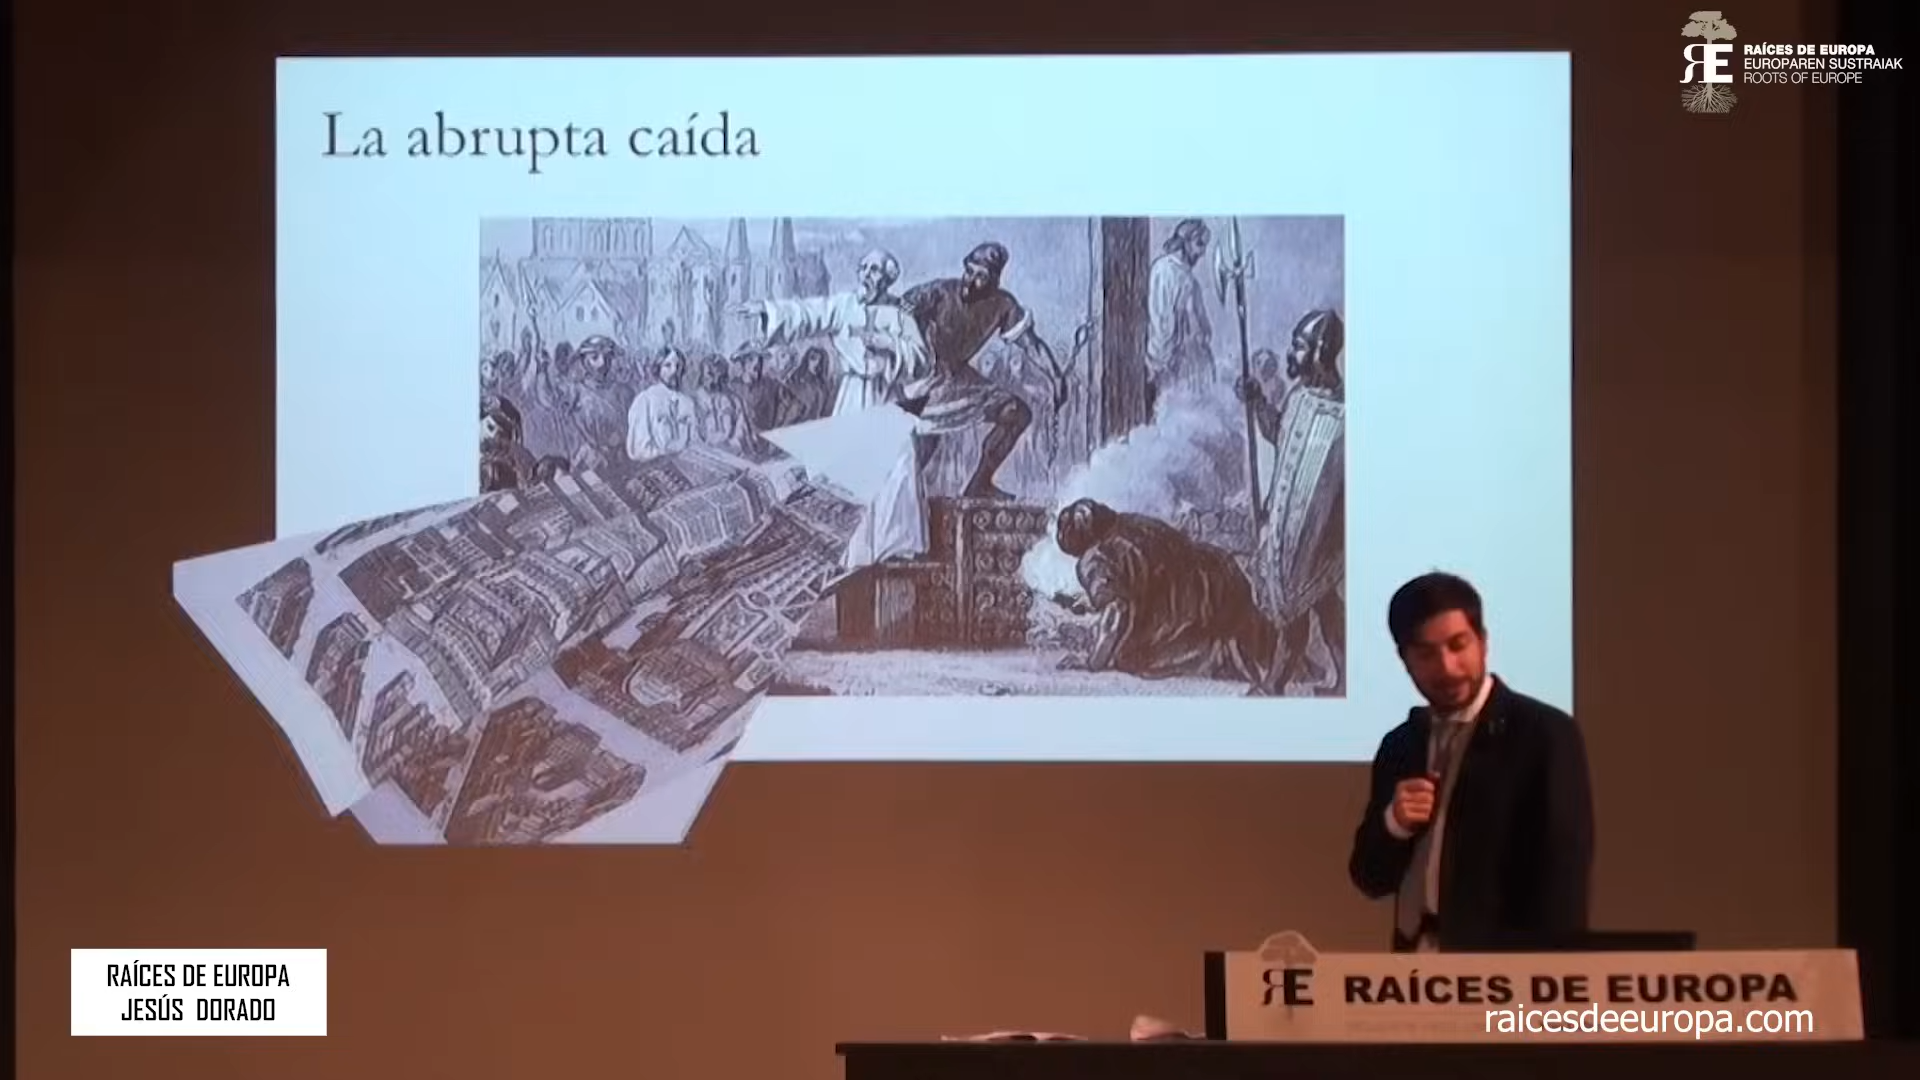 RAÍCES DE EUROPA
EUROPAREN SUSTRAIAK
ROOTS OF EUROPE
La abrupta caída
RAÍCES DE EUROPA
JESÚS DORADO
RAÍCES DE EUROPA
raicesdeeuropa.com